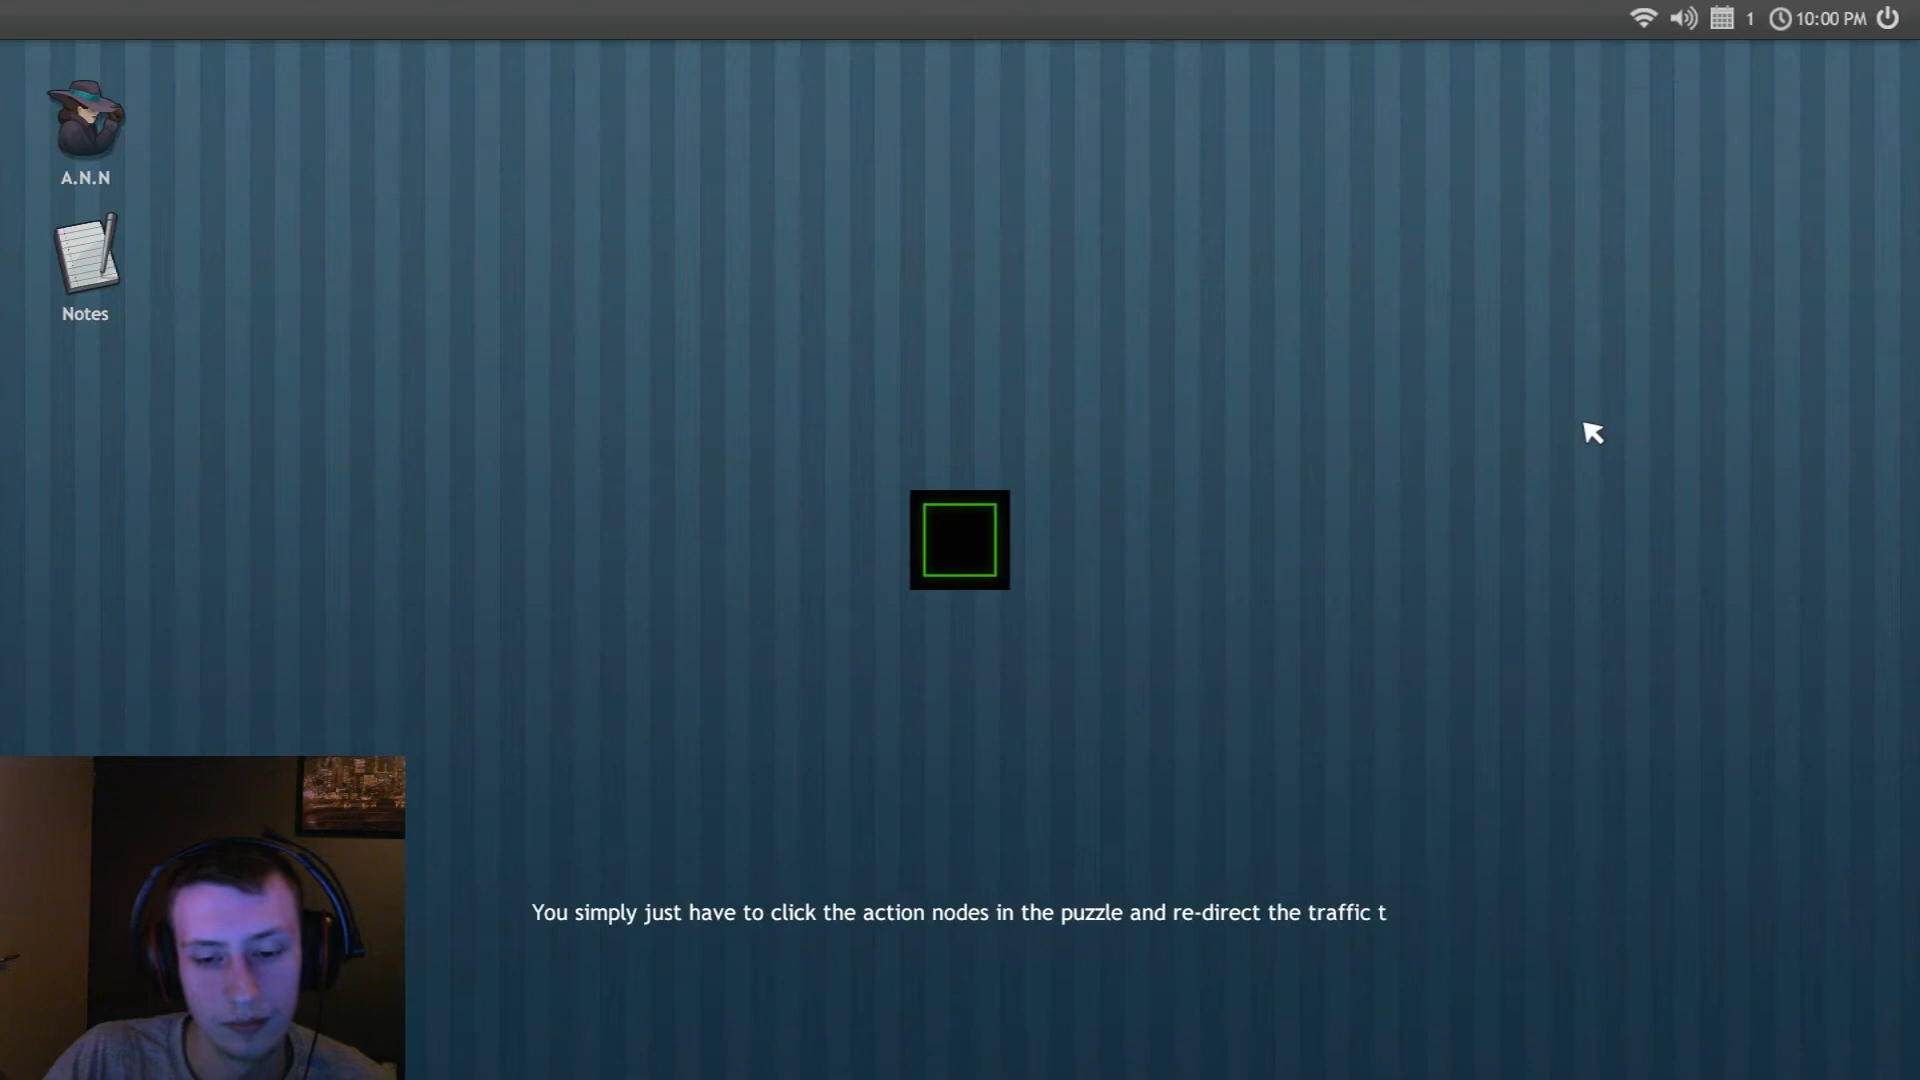 1 10:00 PM
A.N.N
Notes
You simply just have to click the action nodes in the puzzle and re-direct the traffic t